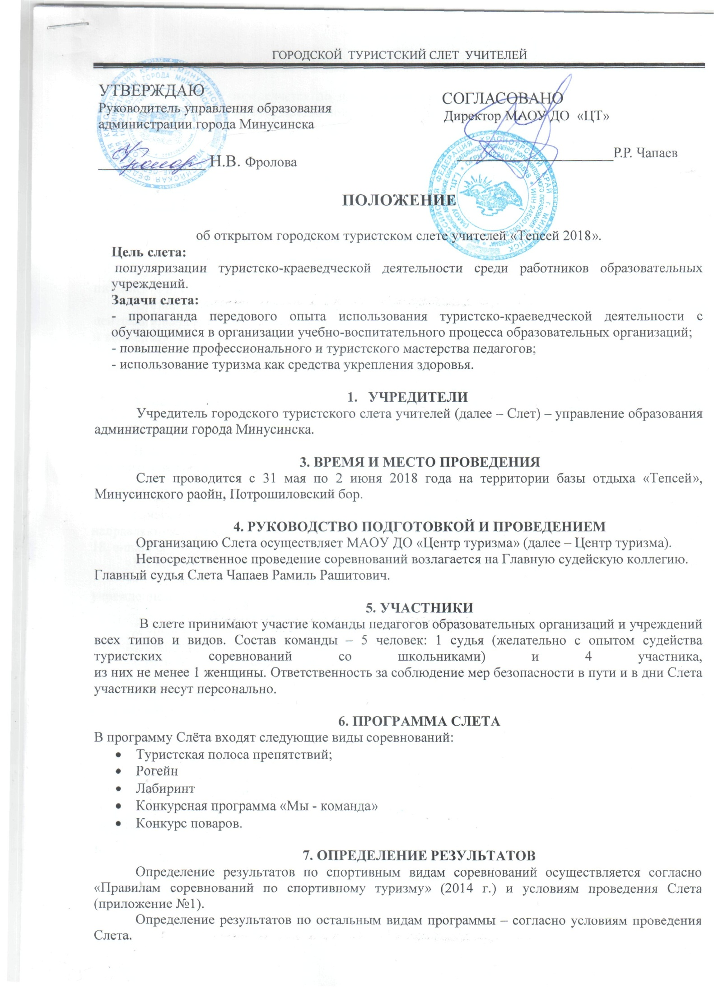 ГОРОДСКОЙ ТУРИСТСКИЙ СЛЕТ УЧИТЕЛЕЙ
УТВЕРЖДАЮ
Руководитель управления образования
администрации города Минусинска
Н.В. Фролова
СОГЛАСОВАНО
Директор МАОУ ДО «ЦТ»
Р.Р. Чапаев
ПОЛОЖЕНИЕ
об открытом городском туристском слете учителей «Тепсей 2018».
Цель слета:
популяризации туристско-краеведческой деятельности среди работников образовательных
учреждений.
Задачи слета:
- пропаганда передового опыта использования туристско-краеведческой деятельности с
обучающимися в организации учебно-воспитательного процесса образовательных организаций;
- повышение профессионального и туристского мастерства педагогов;
- использование туризма как средства укрепления здоровья.
1. УЧРЕДИТЕЛИ
Учредитель городского туристского слета учителей (далее – Слет) – управление образования
администрации города Минусинска.
3. ВРЕМЯ И МЕСТО ПРОВЕДЕНИЯ
Слет проводится с 31 мая по 2 июня 2018 года на территории базы отдыха «Тепсей»,
Минусинского раойн, Потрошиловский бор.
4. РУКОВОДСТВО ПОДГОТОВКОЙ И ПРОВЕДЕНИЕМ
Организацию Слета осуществляет МАОУ ДО «Центр туризма» (далее – Центр туризма).
Непосредственное проведение соревнований возлагается на Главную судейскую коллегию.
Главный судья Слета Чапаев Рамиль Рашитович.
5. УЧАСТНИКИ
В слете принимают участие команды педагогов образовательных организаций и учреждений
всех типов и видов. Состав команды – 5 человек: 1 судья (желательно с опытом судейства
туристских соревнований со школьниками) и 4 участника,
из них не менее 1 женщины. Ответственность за соблюдение мер безопасности в пути и в дни Слета
участники несут персонально.
6. ПРОГРАММА СЛЕТА
В программу Слёта входят следующие виды соревнований:
• Туристская полоса препятствий;
• Рогейн
• Лабиринт
• Конкурсная программа «Мы - команда»
• Конкурс поваров.
7. ОПРЕДЕЛЕНИЕ РЕЗУЛЬТАТОВ
Определение результатов по спортивным видам соревнований осуществляется согласно
«Правилам соревнований по спортивному туризму» (2014 г.) и условиям проведения Слета
(приложение №1).
Определение результатов по остальным видам программы – согласно условиям проведения
Слета.